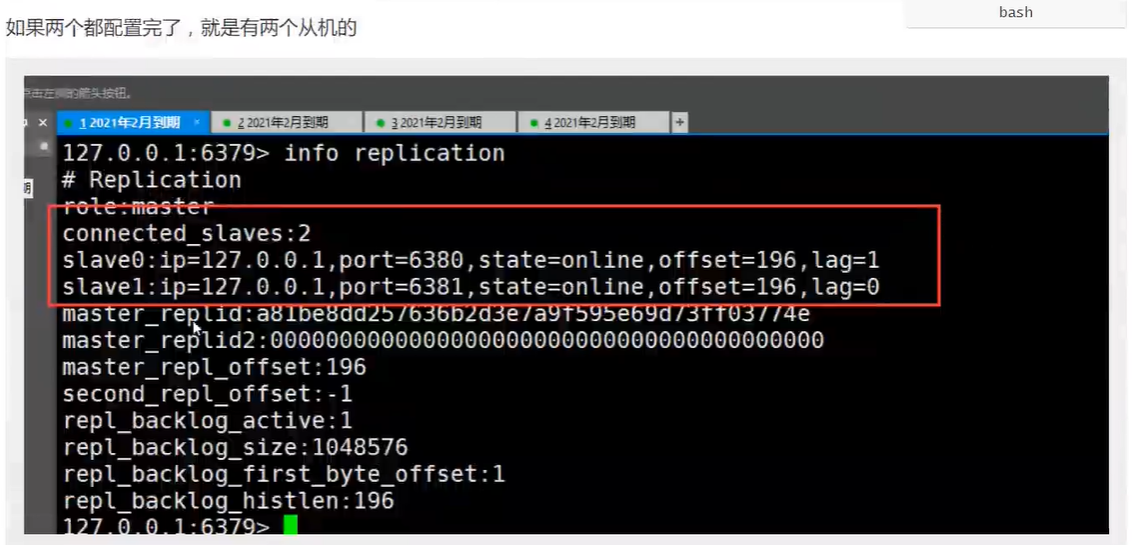 bash
如果两个都配置完了，就是有两个从机的
点击左侧的箭头按钮。
1 2021年2月到期 × 2 2021年2月到期 3 2021年2月到期 4 2021年2月到期 +
127.0.0.1:6379> info replication
# Replication
role:master
connected_slaves:2
slave0:ip=127.0.0.1,port=6380,state=online,offset=196,lag=1
slave1:ip=127.0.0.1,port=6381,state=online,offset=196,lag=0
master_replid:a81be8dd257636b2d3e7a9f595e69d73ff03774e
master_replid2:0000000000000000000000000000000000000000
master_repl_offset:196
second_repl_offset:-1
repl_backlog_active:1
repl_backlog_size:1048576
repl_backlog_first_byte_offset:1
repl_backlog_histlen:196
127.0.0.1:6379>